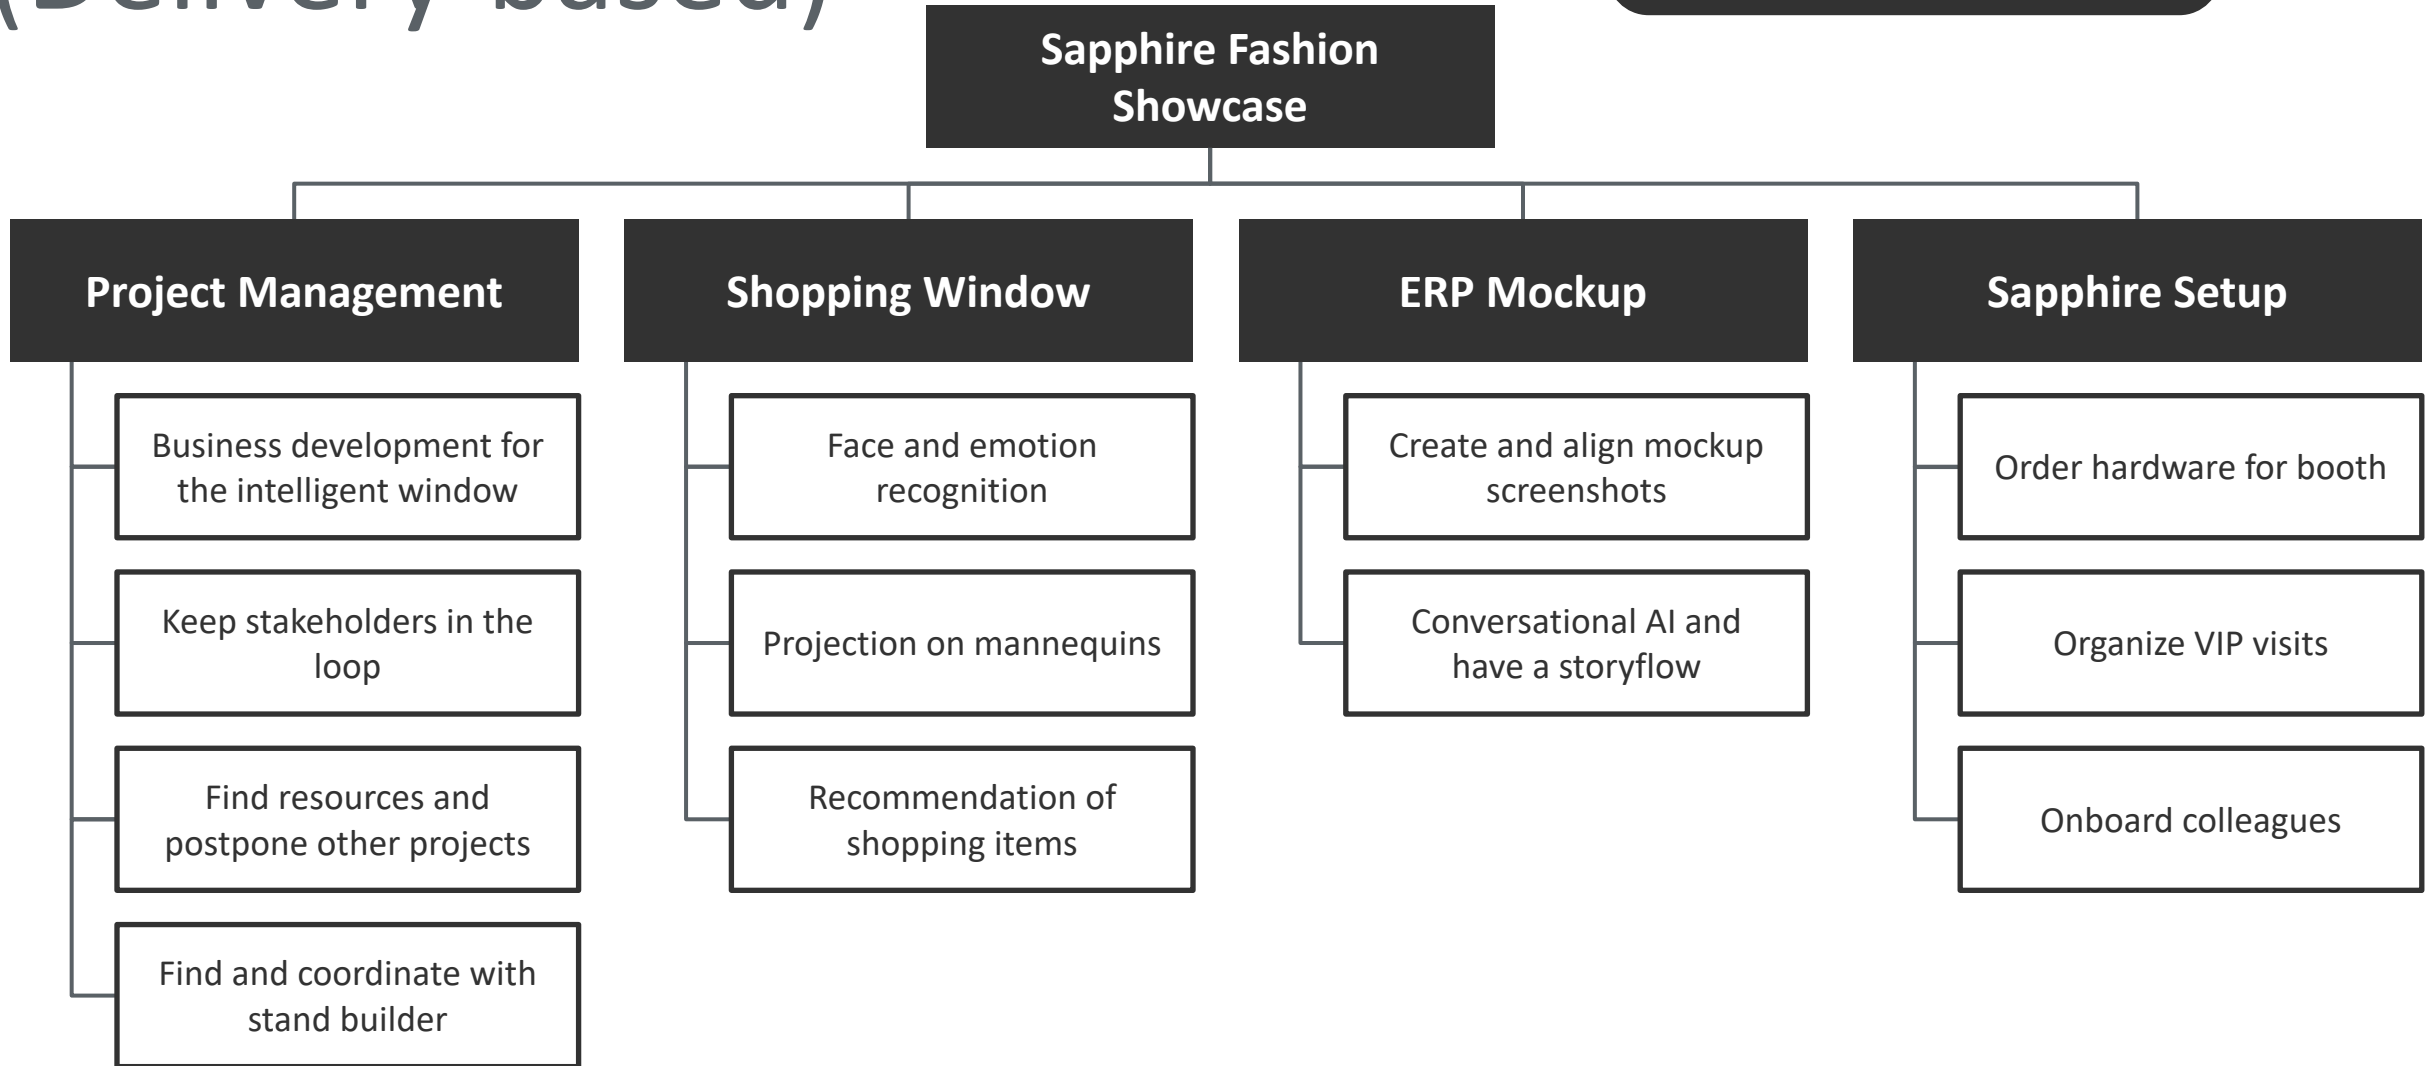 (Delivery-based)
Sapphire Fashion
Showcase
Project Management
Shopping Window
ERP Mockup
Sapphire Setup
Business development for
the intelligent window
Keep stakeholders in the
loop
Find resources and
postpone other projects
Find and coordinate with
stand builder
Face and emotion
recognition
Projection on mannequins
Recommendation of
shopping items
Create and align mockup
screenshots
Conversational AI and
have a storyflow
Order hardware for booth
Organize VIP visits
Onboard colleagues